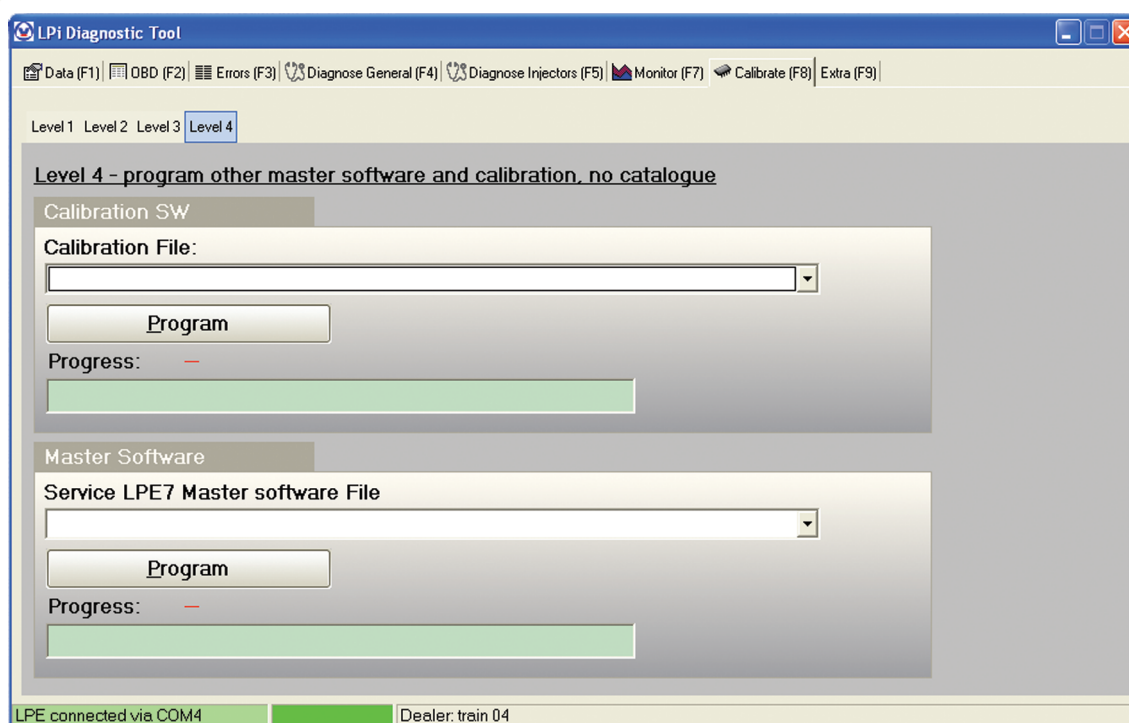 LPi Diagnostic Tool
Data (F1) OBD (F2) Errors (F3) Diagnose General (F4) Diagnose Injectors (F5) Monitor (F7) Calibrate (F8) Extra (F9)
Level 1 Level 2 Level 3 Level 4
Level 4 - program other master software and calibration, no catalogue
Calibration SW
Calibration File:
Program
Progress: —
Master Software
Service LPE7 Master software File
Program
Progress: —
LPE connected via COM4 Dealer: train 04